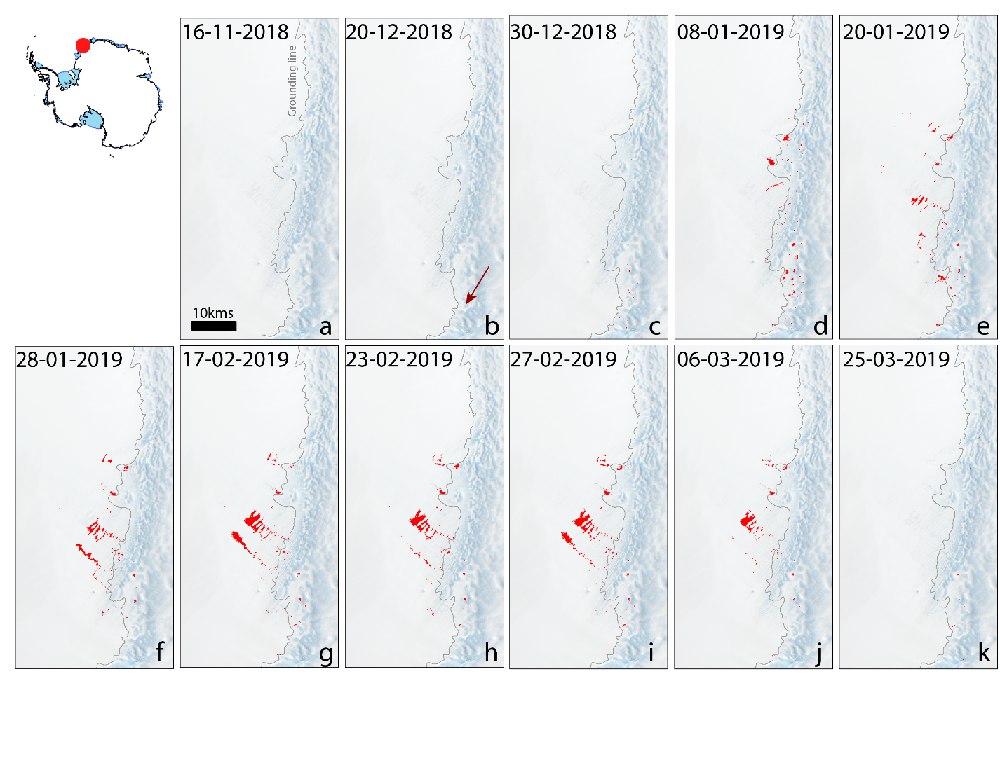 16-11-2018
Grounding line
10kms
a
20-12-2018
b
30-12-2018
c
08-01-2019
d
20-01-2019
e
28-01-2019
f
17-02-2019
g
23-02-2019
h
27-02-2019
i
06-03-2019
j
25-03-2019
k